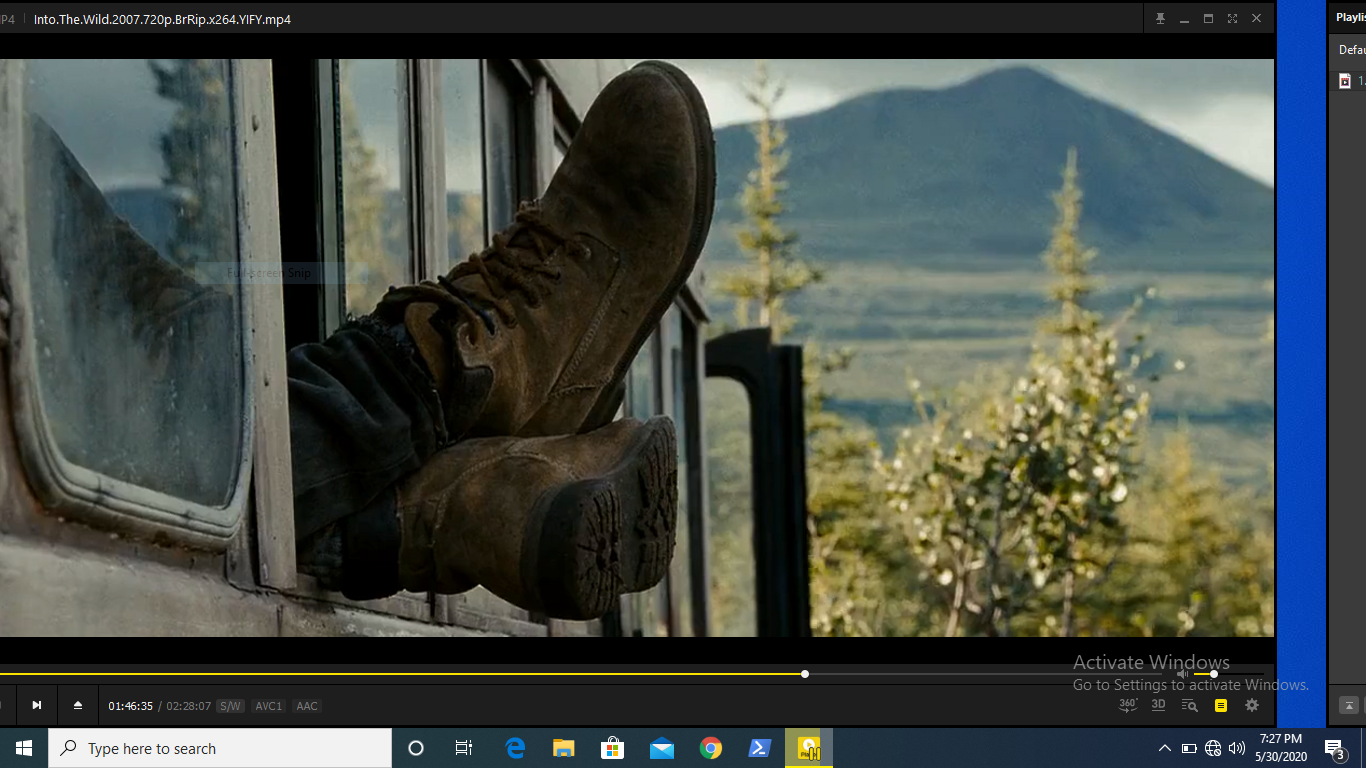 IP4
Into.The.Wild.2007.720p.BrRip.x264.YIFY.mp4
Playlis
Defau
1.
Full-screen Snip
Activate Windows
Go to Settings to activate Windows.
01:46:35 / 02:28:07 S/W AVC1 AAC
360° 3D
Type here to search
7:27 PM
5/30/2020
3